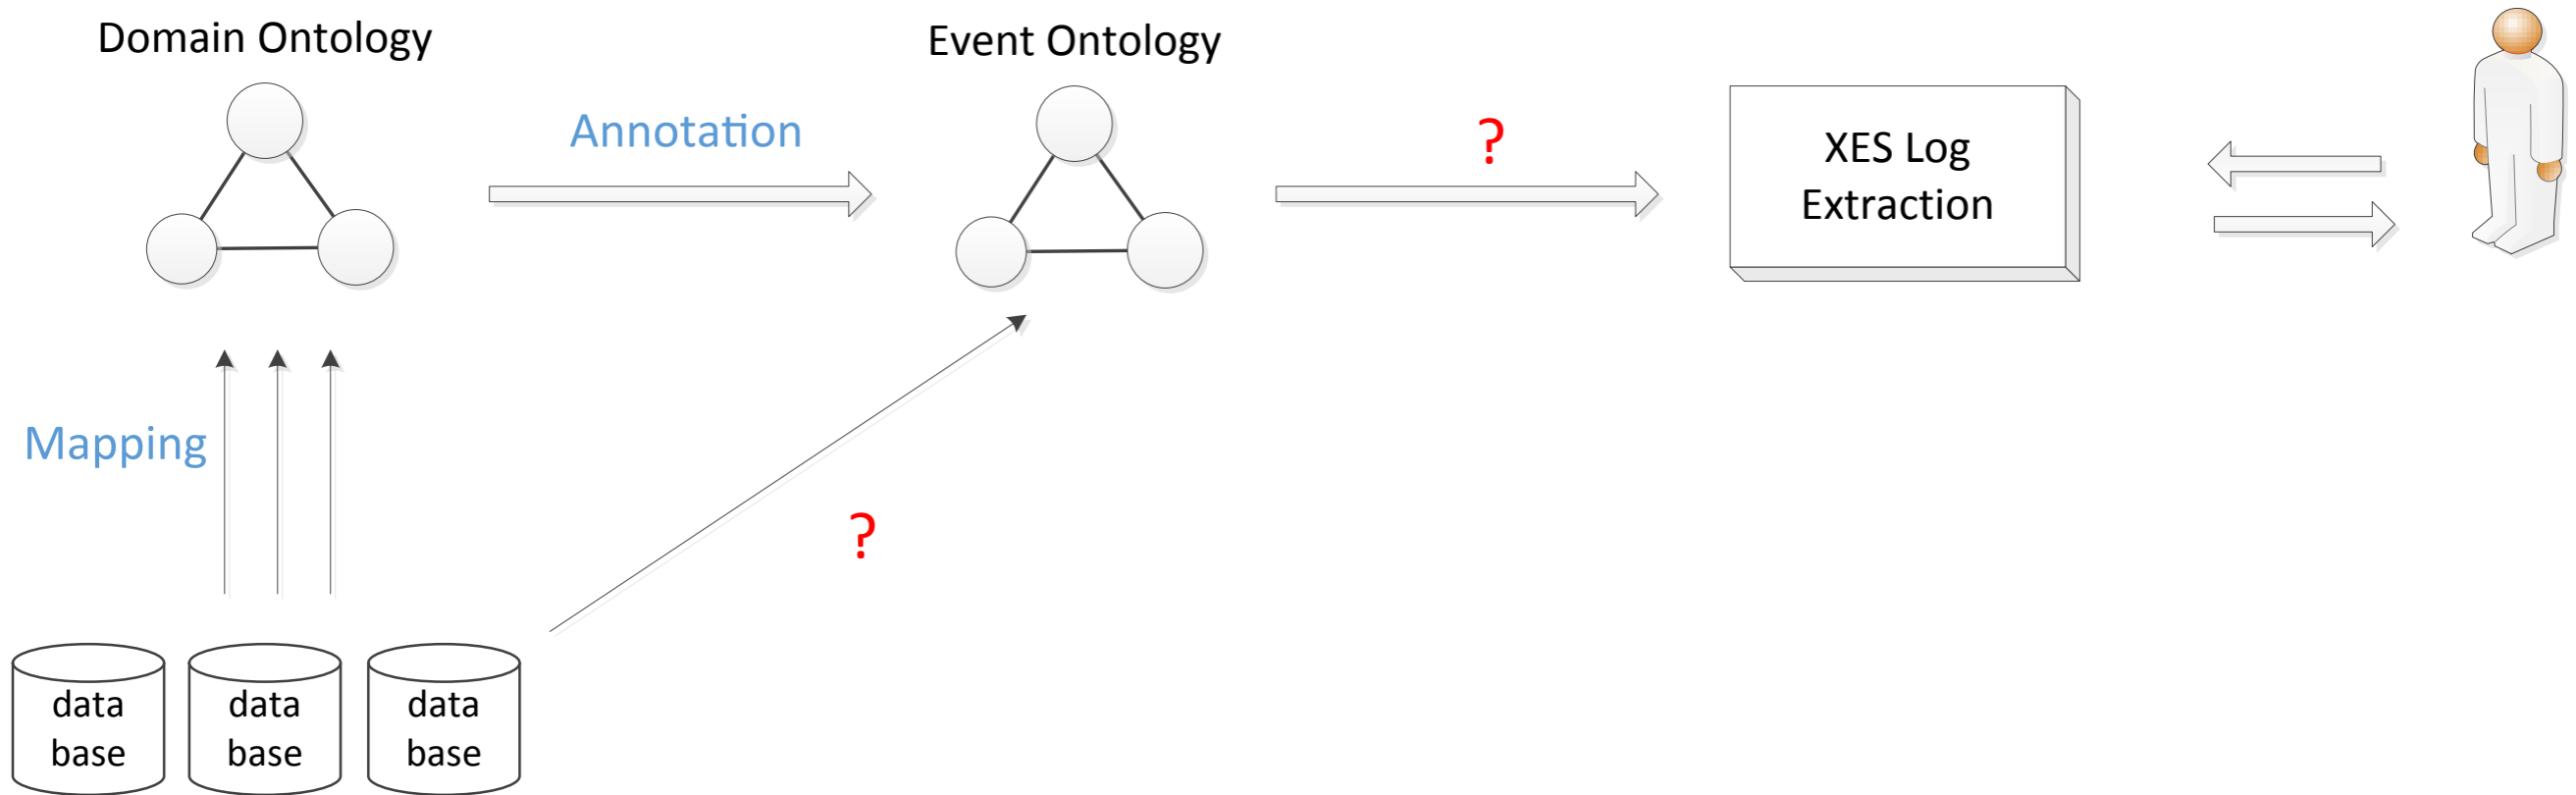 Domain Ontology
Event Ontology
Annotation
?
XES Log
Extraction
Mapping
?
data
base
data
base
data
base